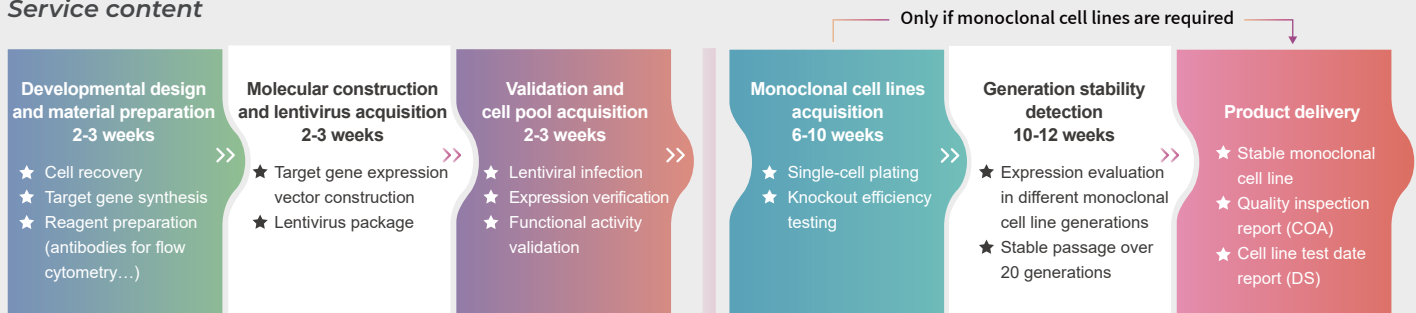 Service content
Only if monoclonal cell lines are required
Developmental design
and material preparation
2-3 weeks
Cell recovery
Target gene synthesis
Reagent preparation
(antibodies for flow
cytometry…)
Molecular construction
and lentivirus acquisition
2-3 weeks
Target gene expression
vector construction
Lentivirus package
Validation and
cell pool acquisition
2-3 weeks
Lentiviral infection
Expression verification
Functional activity
validation
Monoclonal cell lines
acquisition
6-10 weeks
Single-cell plating
Knockout efficiency
testing
Generation stability
detection
10-12 weeks
Expression evaluation
in different monoclonal
cell line generations
Stable passage over
20 generations
Product delivery
Stable monoclonal
cell line
Quality inspection
report (COA)
Cell line test date
report (DS)